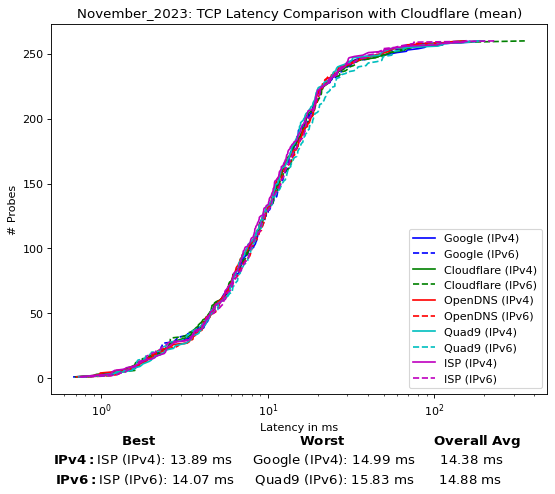 November_2023: TCP Latency Comparison with Cloudflare (mean)
250
200
150
100
50
0
# Probes
10⁰ 10¹ 10²
Latency in ms
Google (IPv4)
Google (IPv6)
Cloudflare (IPv4)
Cloudflare (IPv6)
OpenDNS (IPv4)
OpenDNS (IPv6)
Quad9 (IPv4)
Quad9 (IPv6)
ISP (IPv4)
ISP (IPv6)
Best Worst Overall Avg
IPv4: ISP (IPv4): 13.89 ms Google (IPv4): 14.99 ms 14.38 ms
IPv6: ISP (IPv6): 14.07 ms Quad9 (IPv6): 15.83 ms 14.88 ms